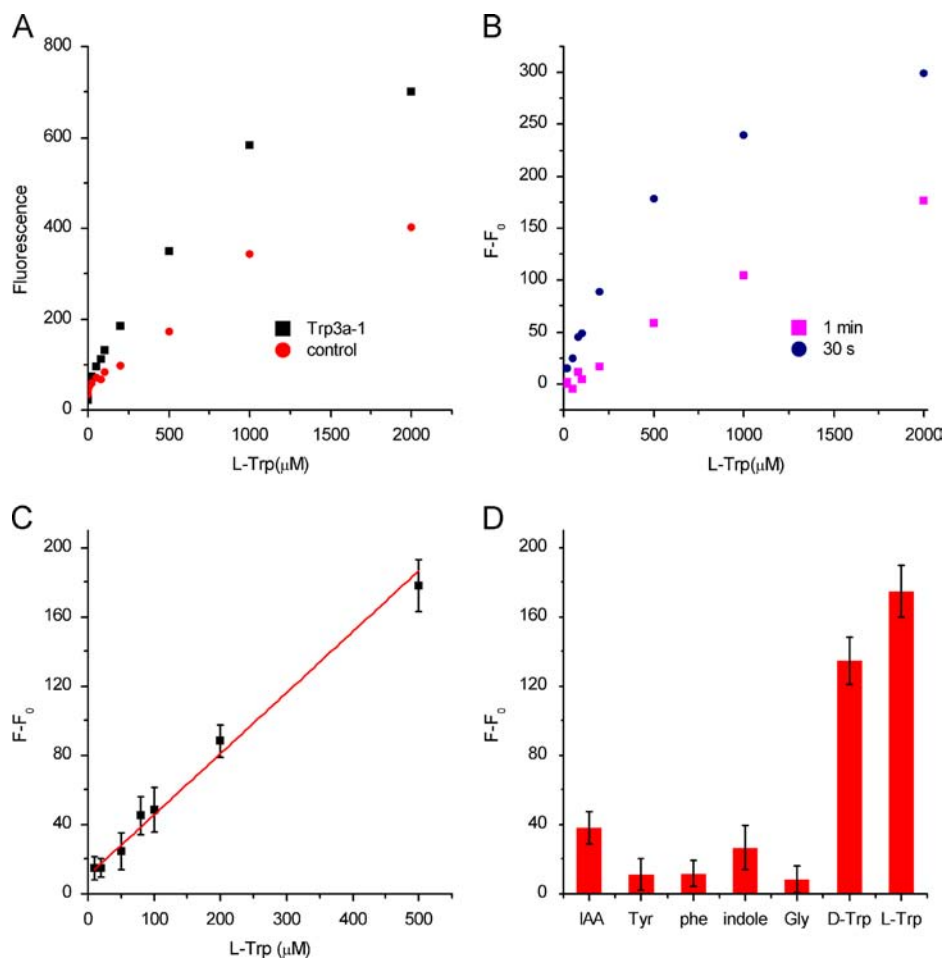 A
800
600
400
200
0
Fluorescence
Trp3a-1
control
0 500 1000 1500 2000
L-Trp(μM)
B
300
250
200
150
100
50
0
F-F₀
1 min
30 s
0 500 1000 1500 2000
L-Trp(μM)
C
200
160
120
80
40
0
F-F₀
0 100 200 300 400 500
L-Trp (μM)
D
200
160
120
80
40
0
F-F₀
IAA Tyr phe indole Gly D-Trp L-Trp